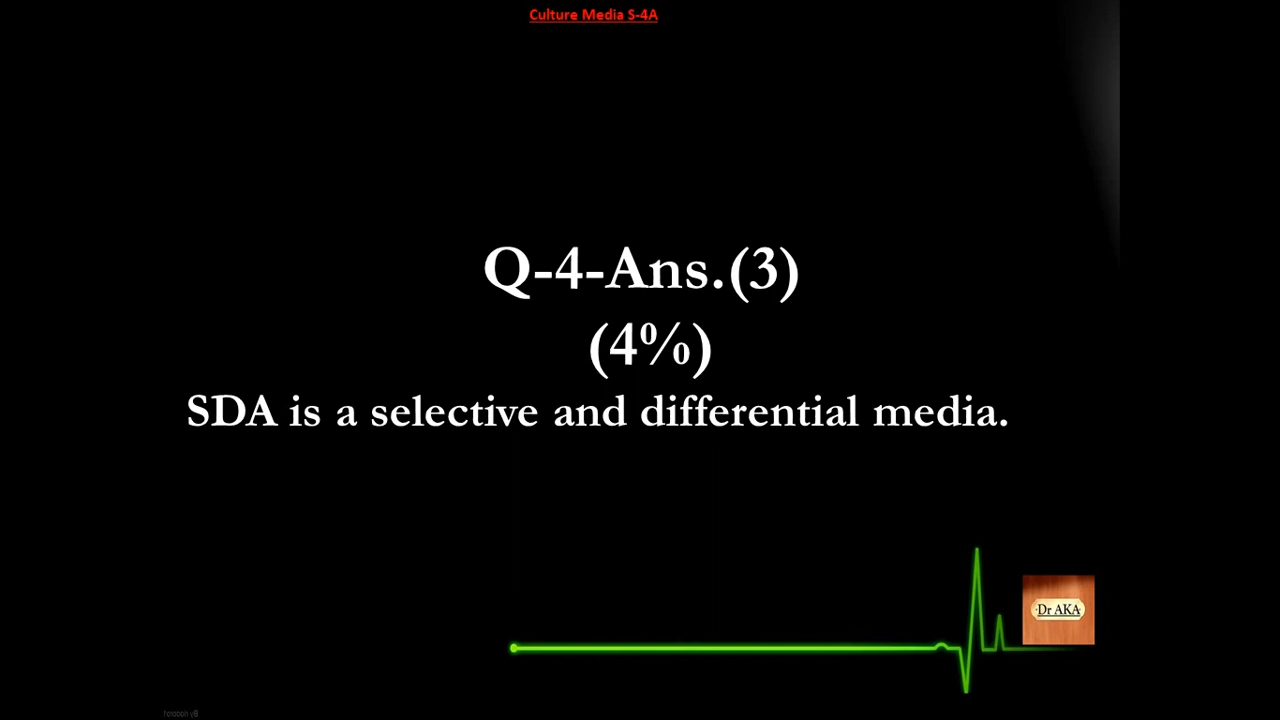 Culture Media S-4A
Q-4-Ans.(3)
(4%)
SDA is a selective and differential media.
Dr AKA